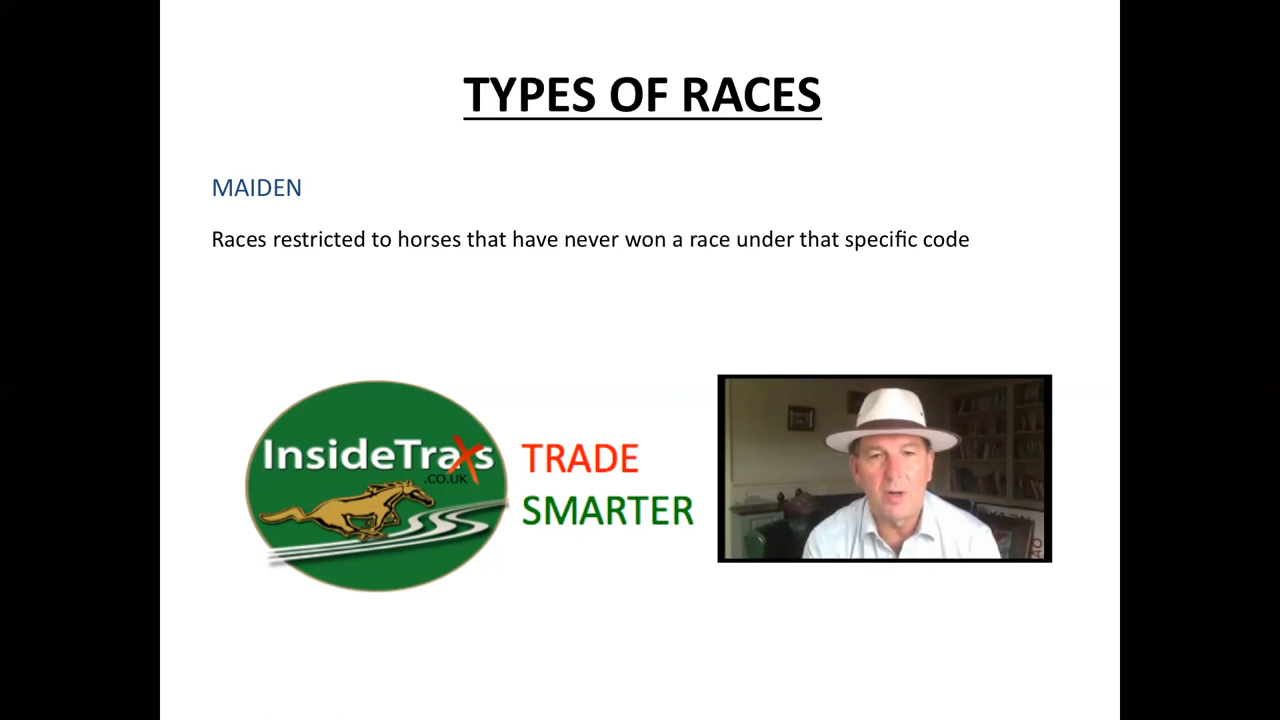 TYPES OF RACES
MAIDEN
Races restricted to horses that have never won a race under that specific code
InsideTraxs
.CO.UK
TRADE
SMARTER